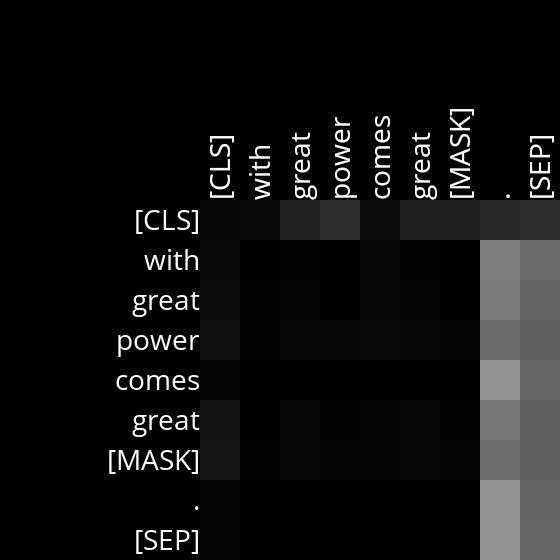 [CLS] with great power comes great [MASK] . [SEP]
[CLS]
with
great
power
comes
great
[MASK]
.
[SEP]